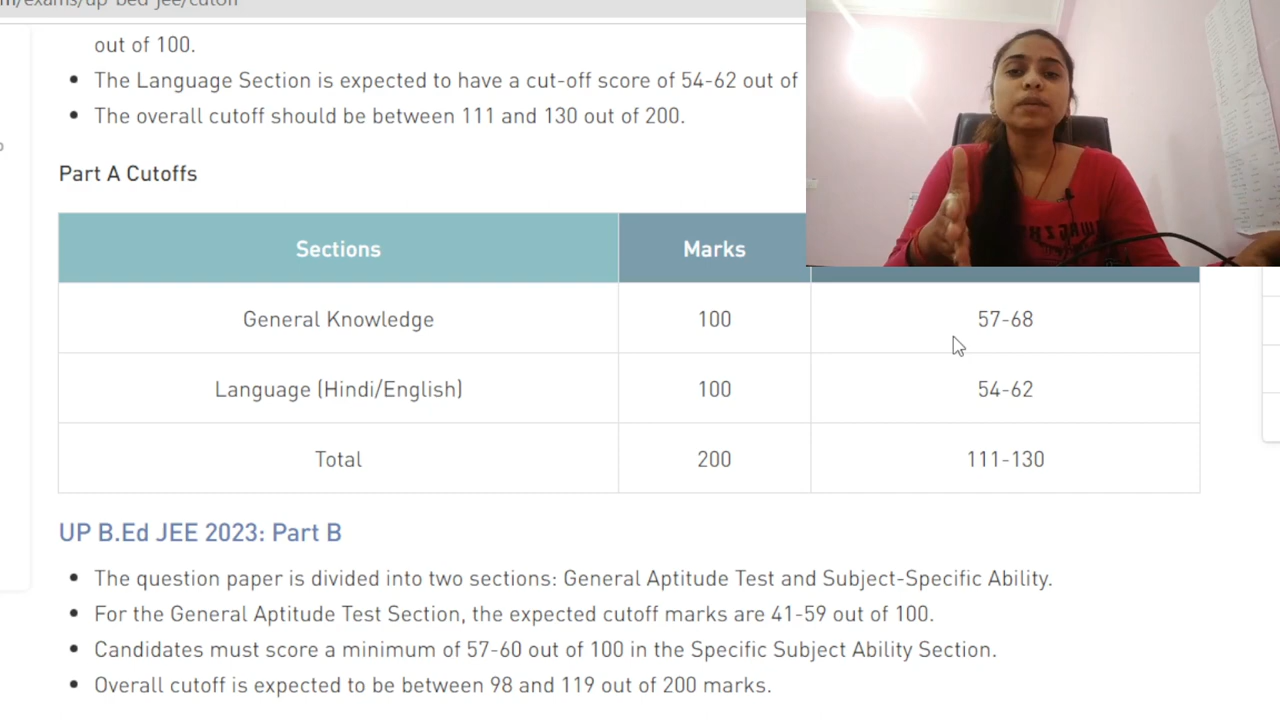 m/exams/up-bed-jee/cutoff
out of 100.
• The Language Section is expected to have a cut-off score of 54-62 out of
• The overall cutoff should be between 111 and 130 out of 200.
Part A Cutoffs
Sections Marks
General Knowledge 100 57-68
Language (Hindi/English) 100 54-62
Total 200 111-130
UP B.Ed JEE 2023: Part B
• The question paper is divided into two sections: General Aptitude Test and Subject-Specific Ability.
• For the General Aptitude Test Section, the expected cutoff marks are 41-59 out of 100.
• Candidates must score a minimum of 57-60 out of 100 in the Specific Subject Ability Section.
• Overall cutoff is expected to be between 98 and 119 out of 200 marks.